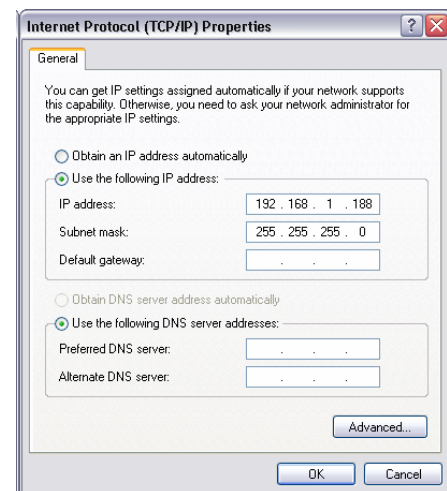 Internet Protocol (TCP/IP) Properties
General
You can get IP settings assigned automatically if your network supports
this capability. Otherwise, you need to ask your network administrator for
the appropriate IP settings.
Obtain an IP address automatically
Use the following IP address:
IP address: 192 . 168 . 1 . 188
Subnet mask: 255 . 255 . 255 . 0
Default gateway: . . .
Obtain DNS server address automatically
Use the following DNS server addresses:
Preferred DNS server: . . .
Alternate DNS server: . . .
Advanced...
OK Cancel